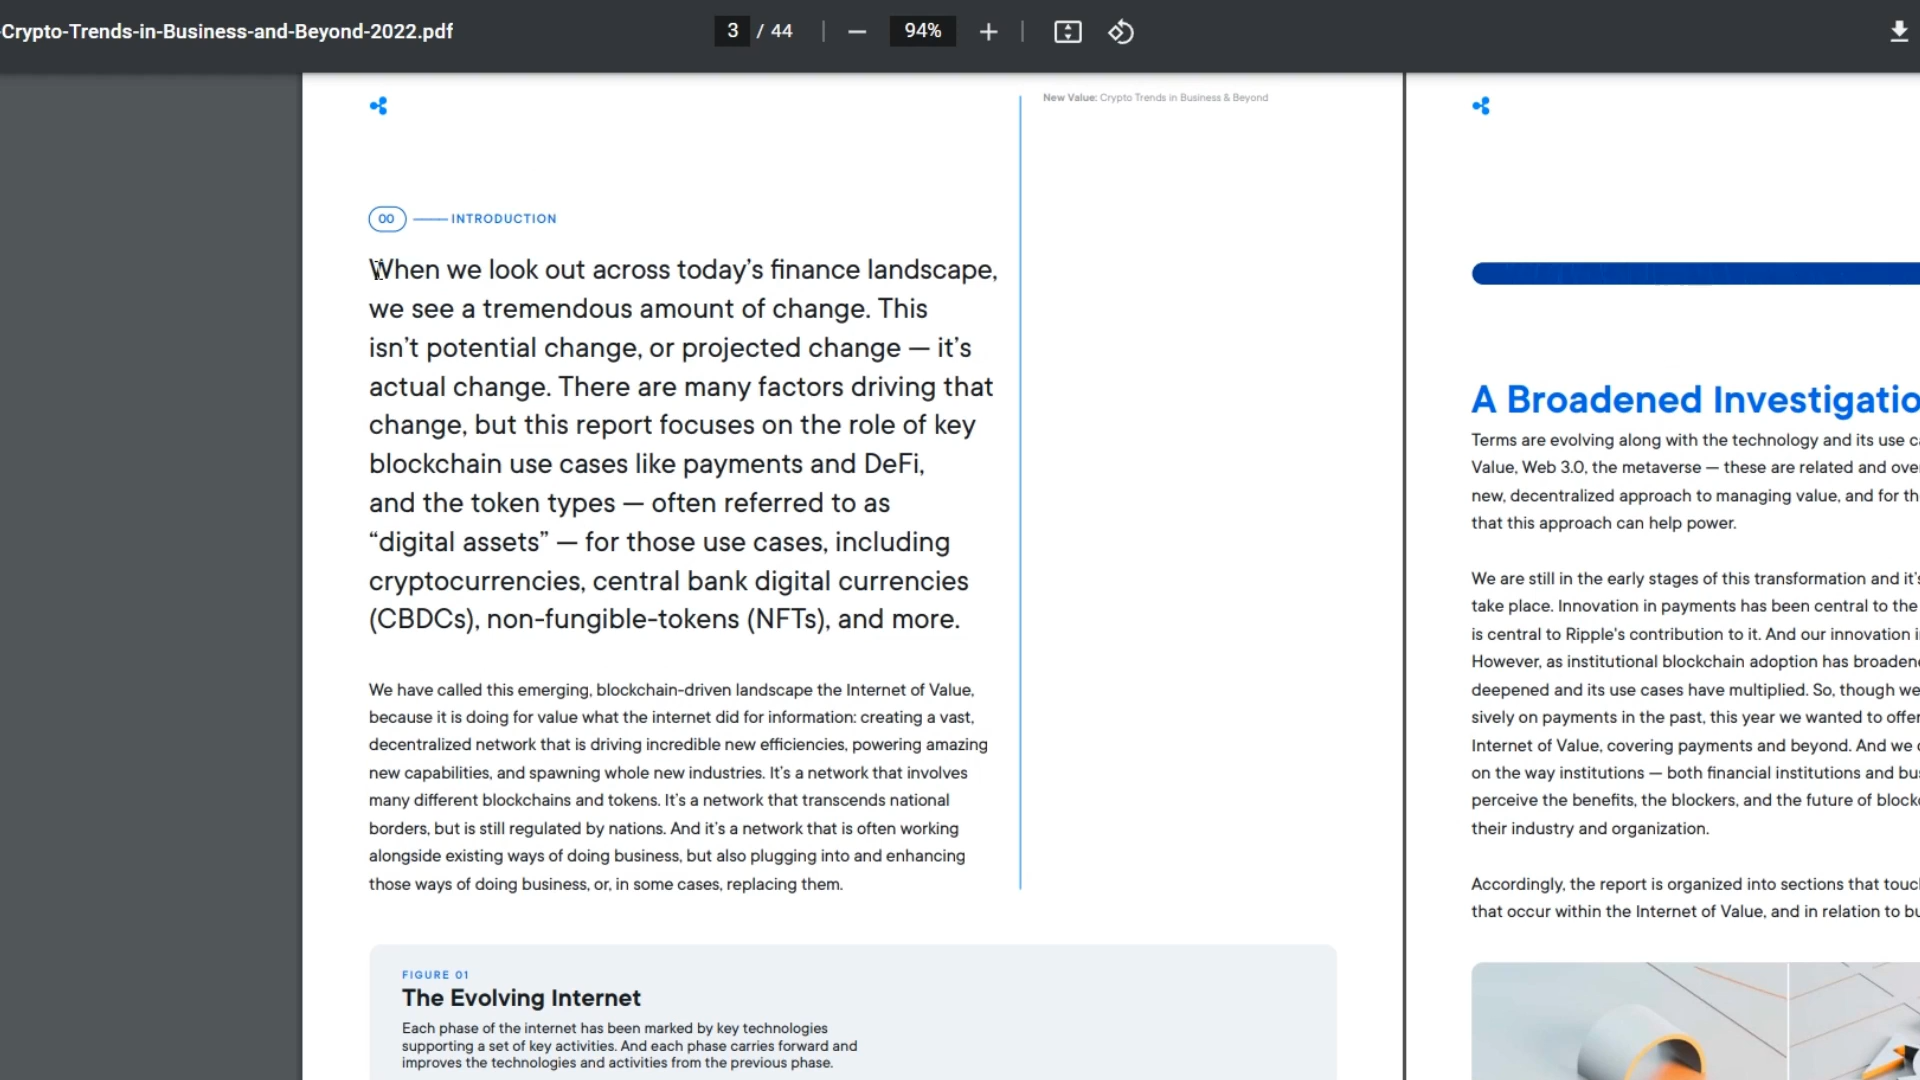 Crypto-Trends-in-Business-and-Beyond-2022.pdf
3 / 44
94%
New Value: Crypto Trends in Business & Beyond
00 INTRODUCTION
When we look out across today’s finance landscape,
we see a tremendous amount of change. This
isn’t potential change, or projected change — it’s
actual change. There are many factors driving that
change, but this report focuses on the role of key
blockchain use cases like payments and DeFi,
and the token types — often referred to as
“digital assets” — for those use cases, including
cryptocurrencies, central bank digital currencies
(CBDCs), non-fungible-tokens (NFTs), and more.
We have called this emerging, blockchain-driven landscape the Internet of Value,
because it is doing for value what the internet did for information: creating a vast,
decentralized network that is driving incredible new efficiencies, powering amazing
new capabilities, and spawning whole new industries. It’s a network that involves
many different blockchains and tokens. It’s a network that transcends national
borders, but is still regulated by nations. And it’s a network that is often working
alongside existing ways of doing business, but also plugging into and enhancing
those ways of doing business, or, in some cases, replacing them.
FIGURE 01
The Evolving Internet
Each phase of the internet has been marked by key technologies
supporting a set of key activities. And each phase carries forward and
improves the technologies and activities from the previous phase.
A Broadened
Terms are evolving along with the technology and its use
Value, Web 3.0, the metaverse — these are related and
new, decentralized approach to managing value, and for
that this approach can help power.
We are still in the early stages of this transformation and
take place. Innovation in payments has been central to the
is central to Ripple's contribution to it. And our innovation
However, as institutional blockchain adoption has
deepened and its use cases have multiplied. So, though we
sively on payments in the past, this year we wanted to
Internet of Value, covering payments and beyond. And we
on the way institutions — both financial institutions and
perceive the benefits, the blockers, and the future of
their industry and organization.
Accordingly, the report is organized into sections that
that occur within the Internet of Value, and in relation to